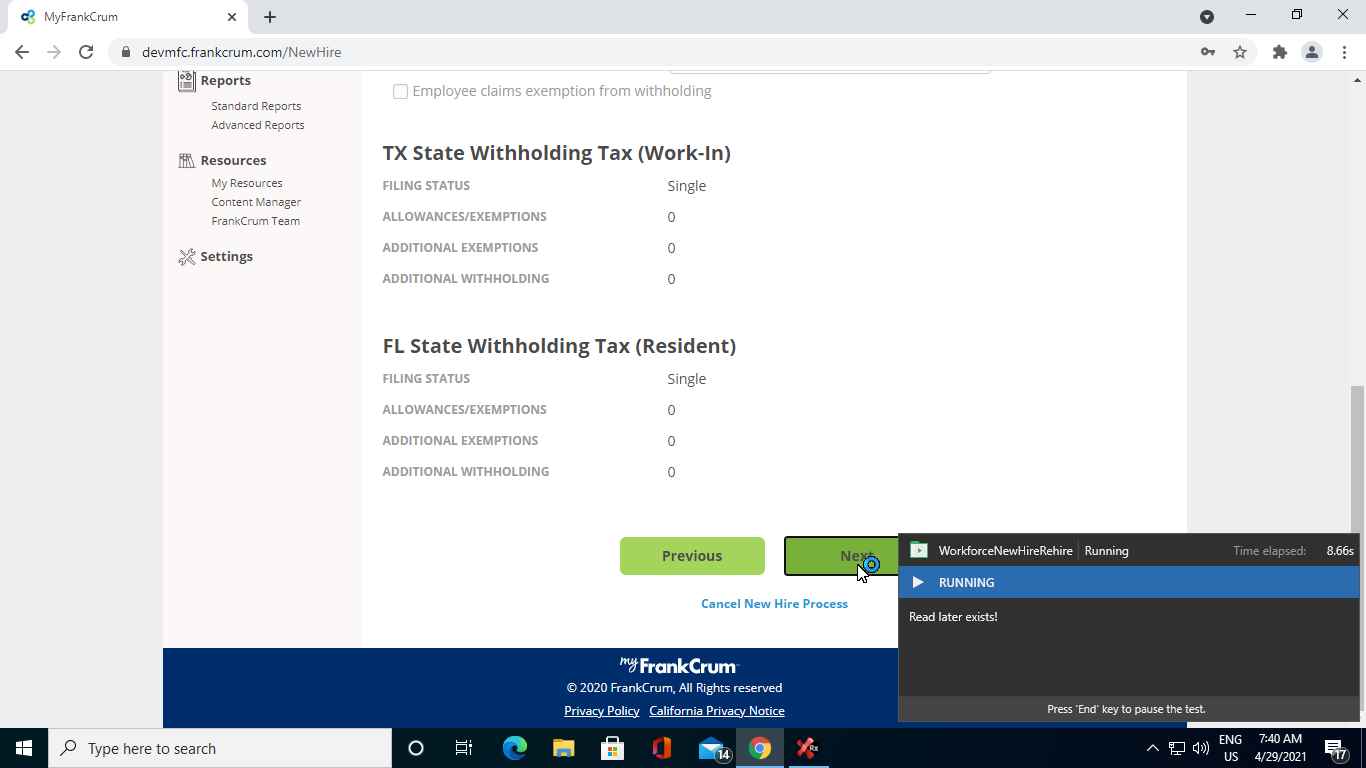 MyFrankCrum
devmfc.frankcrum.com/NewHire
Reports
Standard Reports
Advanced Reports
Resources
My Resources
Content Manager
FrankCrum Team
Settings
Employee claims exemption from withholding
TX State Withholding Tax (Work-In)
FILING STATUS Single
ALLOWANCES/EXEMPTIONS 0
ADDITIONAL EXEMPTIONS 0
ADDITIONAL WITHHOLDING 0
FL State Withholding Tax (Resident)
FILING STATUS Single
ALLOWANCES/EXEMPTIONS 0
ADDITIONAL EXEMPTIONS 0
ADDITIONAL WITHHOLDING 0
Previous Next
Cancel New Hire Process
WorkforceNewHireRehire Running Time elapsed: 8.66s
RUNNING
Read later exists!
Press 'End' key to pause the test.
my FrankCrum
© 2020 FrankCrum, All Rights reserved
Privacy Policy California Privacy Notice
Type here to search
14
Rx
ENG
US
7:40 AM
4/29/2021
17